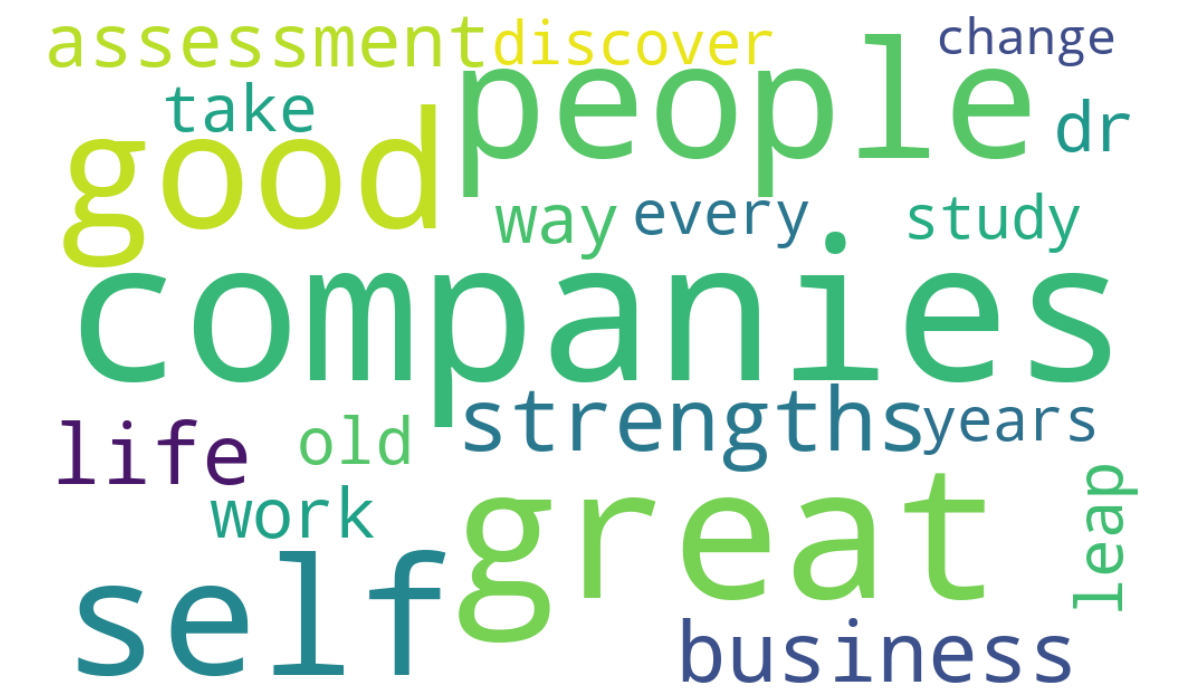 assessment discover change
take people dr
good
way every study
companies
life old strengths years
work great leap
self
business